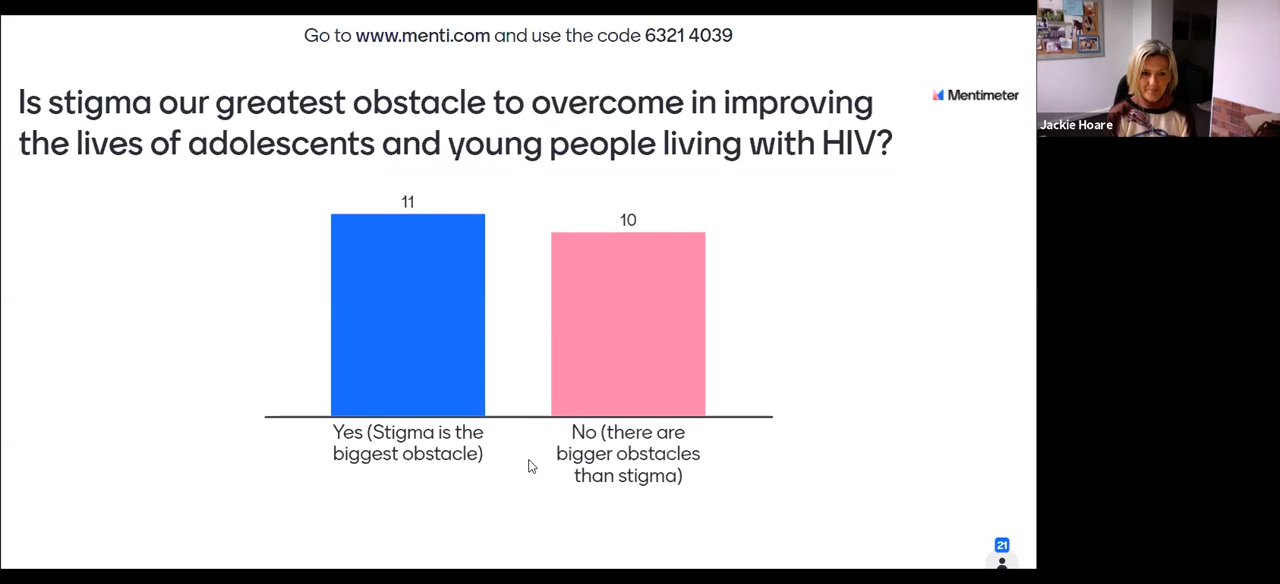 Go to www.menti.com and use the code 6321 4039
Is stigma our greatest obstacle to overcome in improving
the lives of adolescents and young people living with HIV?
Mentimeter
Jackie Hoare
11
10
Yes (Stigma is the
biggest obstacle)
No (there are
bigger obstacles
than stigma)
21